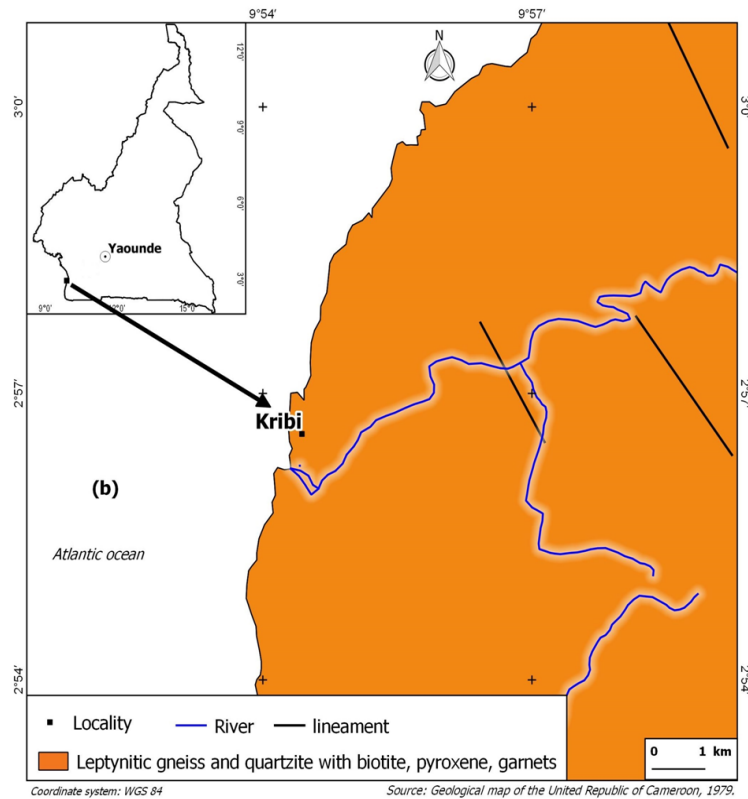 9°54'
9°57'
N
12°0'
9°0'
6°0'
3°0'
Yaounde
9°0'
12°0'
15°0'
3°0'
3°0'
2°57'
2°57'
Kribi
(b)
Atlantic ocean
2°54'
2°54'
Locality
River
lineament
Leptynitic gneiss and quartzite with biotite, pyroxene, garnets
0 1 km
Coordinate system: WGS 84
Source: Geological map of the United Republic of Cameroon, 1979.